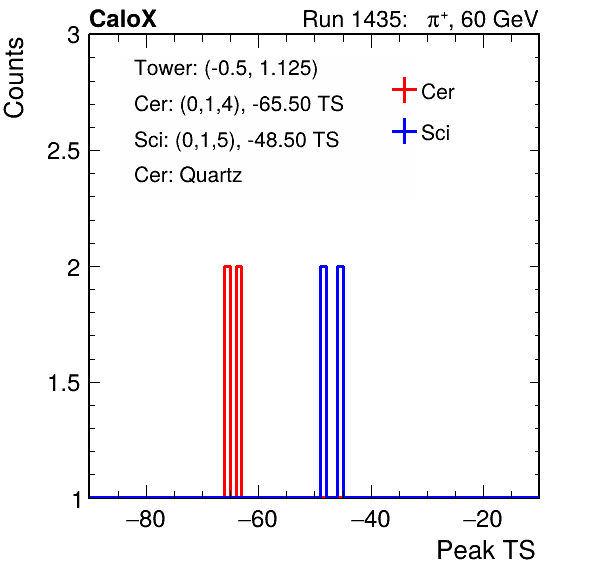 CaloX Run 1435: π⁺, 60 GeV
Counts
3
2.5
2
1.5
1
Tower: (-0.5, 1.125)
Cer: (0,1,4), -65.50 TS
Sci: (0,1,5), -48.50 TS
Cer: Quartz
Cer
Sci
−80 −60 −40 −20
Peak TS